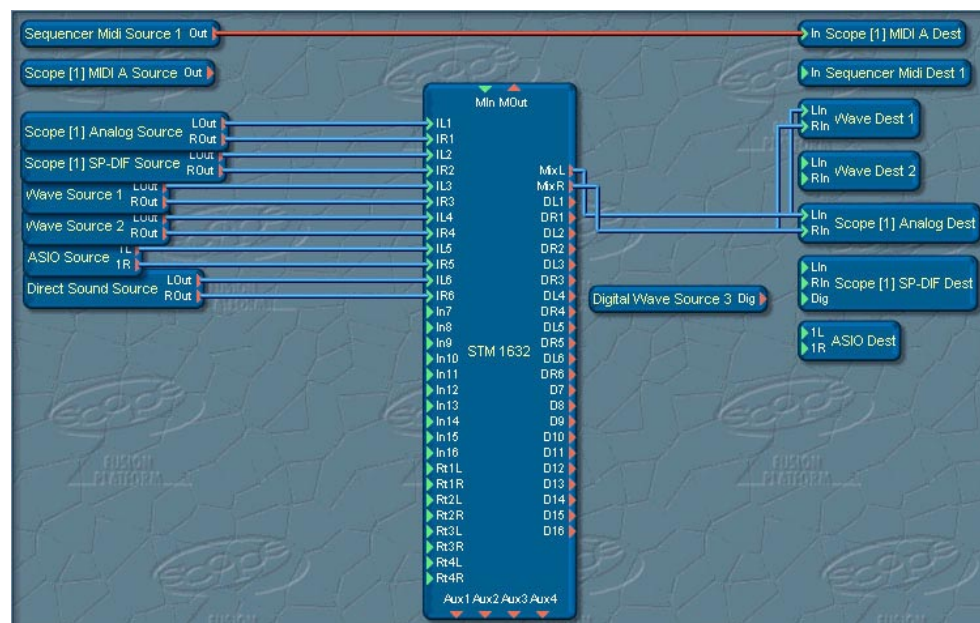 Sequencer Midi Source 1 Out
In Scope [1] MIDI A Dest
Scope [1] MIDI A Source Out
In Sequencer Midi Dest 1
MIn MOut
Scope [1] Analog Source LOut
ROut
Scope [1] SP-DIF Source LOut
ROut
Wave Source 1 LOut
ROut
Wave Source 2 LOut
ROut
ASIO Source 1L
1R
Direct Sound Source LOut
ROut
IL1
IR1
IL2
IR2
IL3
IR3
IL4
IR4
IL5
IR5
IL6
IR6
In7
In8
In9
In10
In11
In12
In13
In14
In15
In16
Rt1L
Rt1R
Rt2L
Rt2R
Rt3L
Rt3R
Rt4L
Rt4R
STM 1632
MixL
MixR
DL1
DR1
DL2
DR2
DL3
DR3
DL4
DR4
DL5
DR5
DL6
DR6
D7
D8
D9
D10
D11
D12
D13
D14
D15
D16
Aux1 Aux2 Aux3 Aux4
Digital Wave Source 3 Dig
LIn
RIn Wave Dest 1
LIn
RIn Wave Dest 2
LIn
RIn Scope [1] Analog Dest
LIn
RIn Scope [1] SP-DIF Dest
Dig
1L
1R ASIO Dest
scope
FUSION
PLATFORM